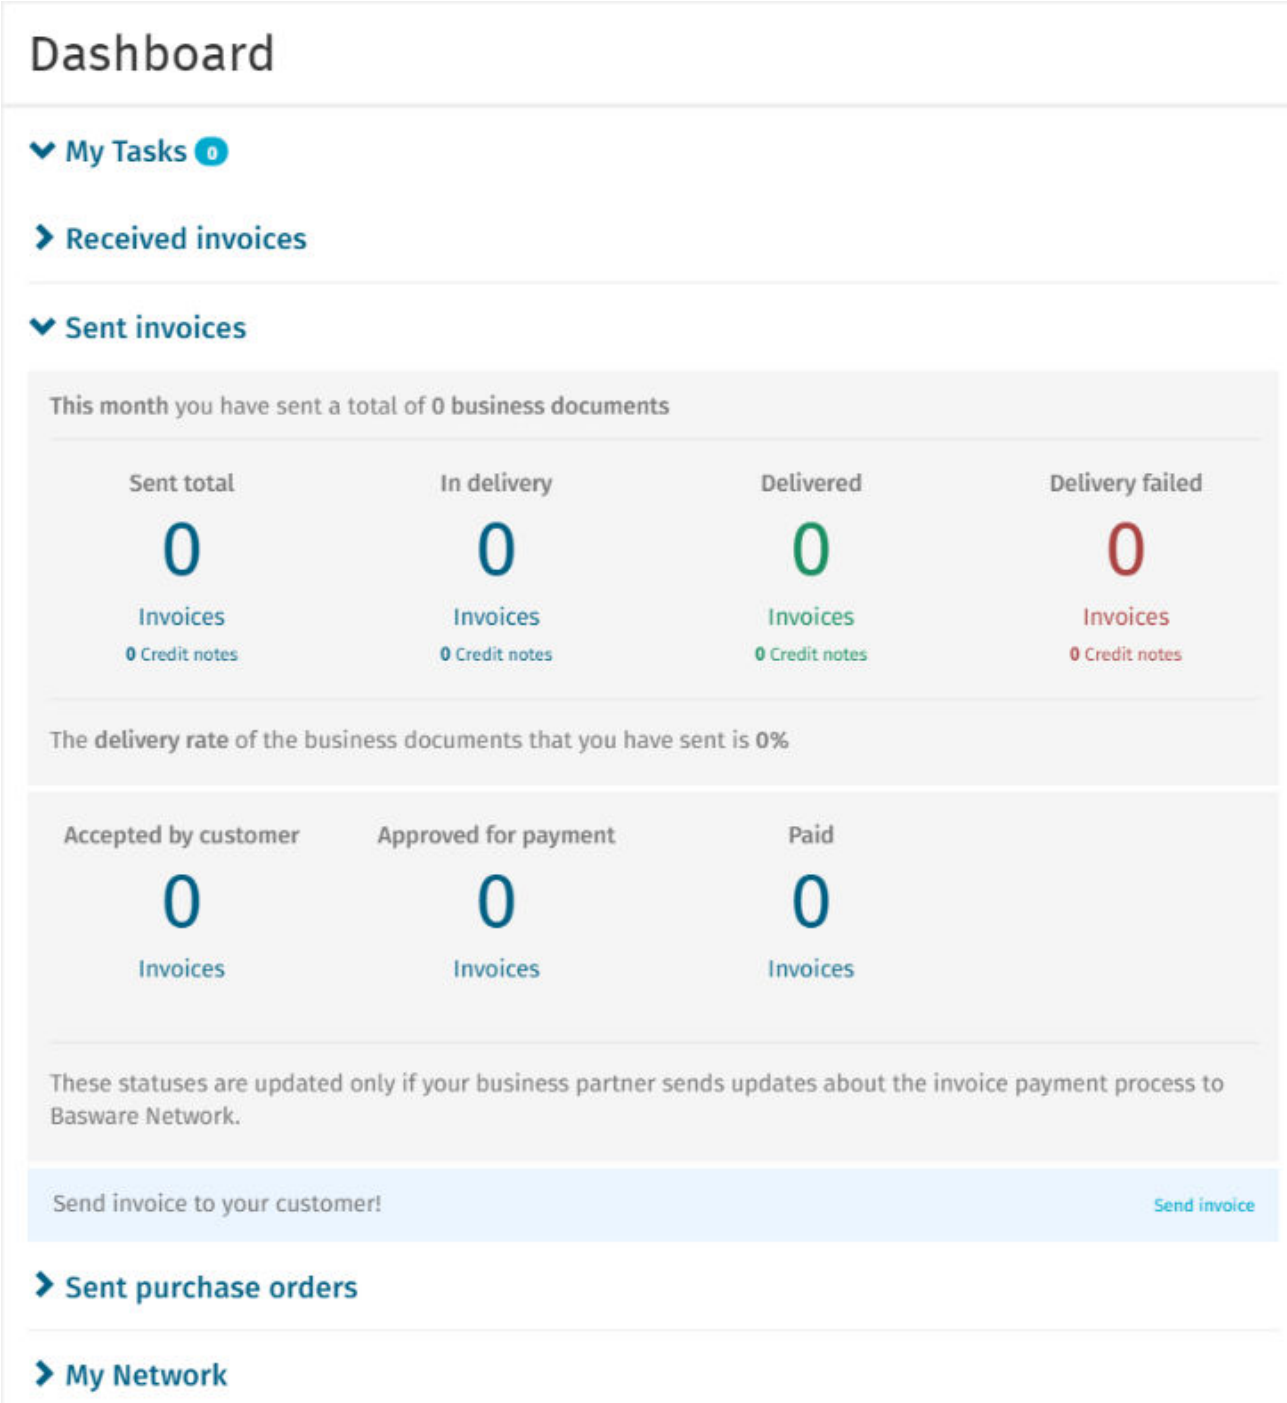 Dashboard
My Tasks 0
Received invoices
Sent invoices
This month you have sent a total of 0 business documents
Sent total In delivery Delivered Delivery failed
0 0 0 0
Invoices Invoices Invoices Invoices
0 Credit notes 0 Credit notes 0 Credit notes 0 Credit notes
The delivery rate of the business documents that you have sent is 0%
Accepted by customer Approved for payment Paid
0 0 0
Invoices Invoices Invoices
These statuses are updated only if your business partner sends updates about the invoice payment process to
Basware Network.
Send invoice to your customer! Send invoice
Sent purchase orders
My Network